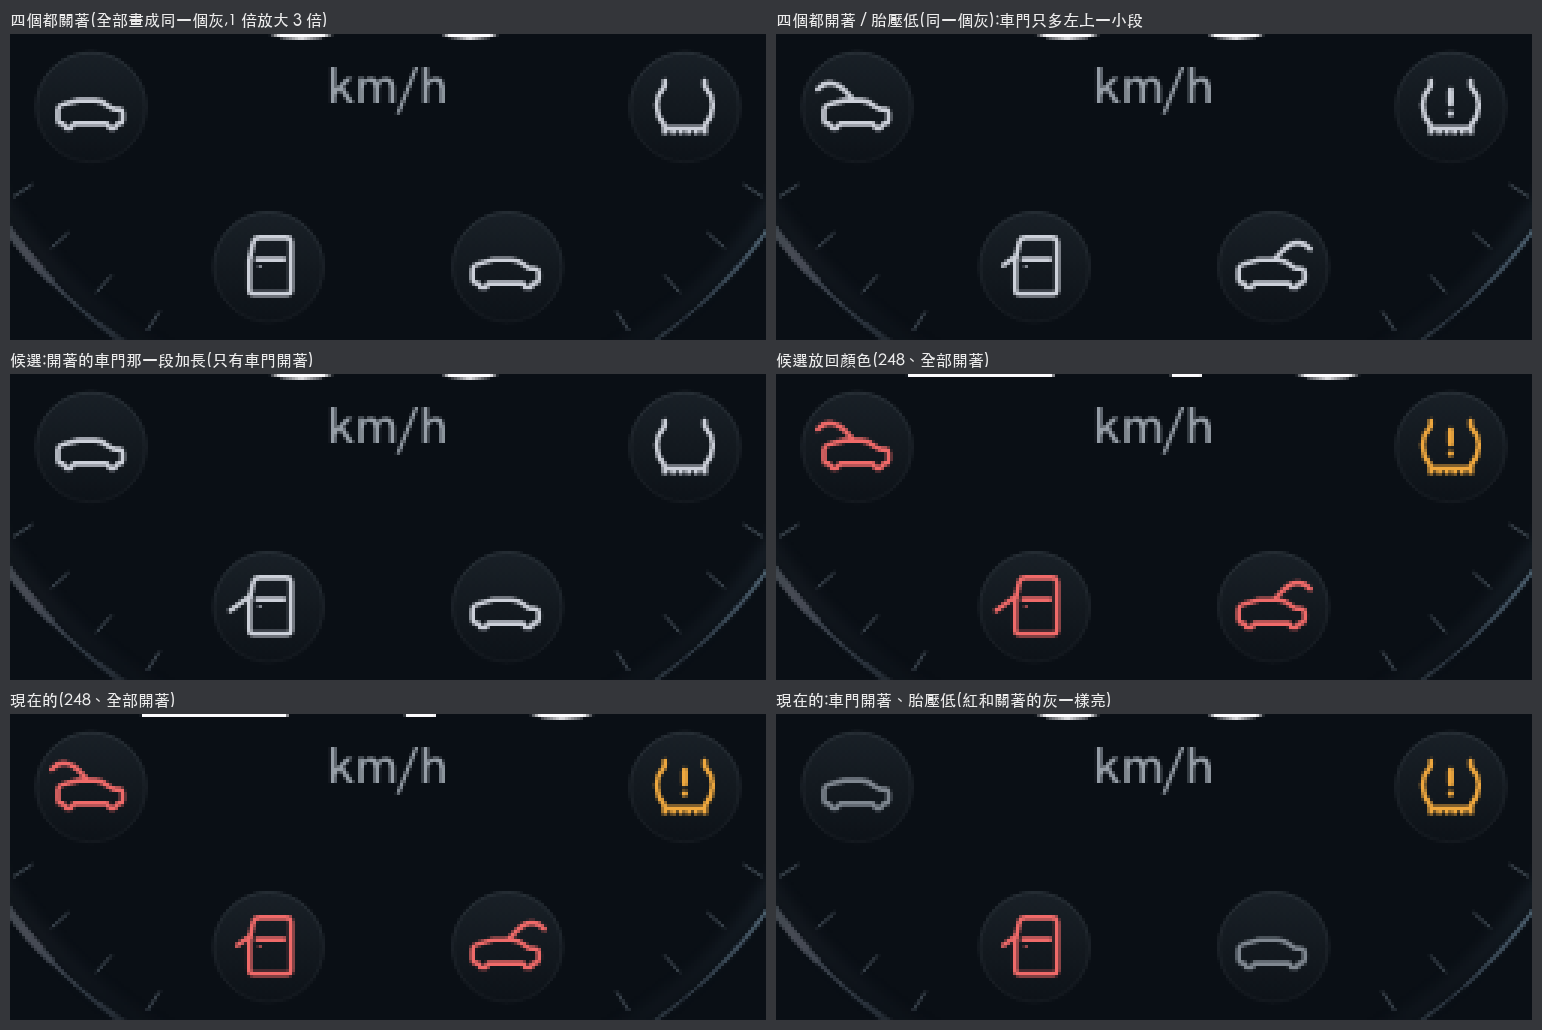 四個都關著(全部畫成同一個灰,1 倍放大 3 倍)
四個都開著 / 胎壓低(同一個灰):車門只多左上一小段
km/h
km/h
候選:開著的車門那一段加長(只有車門開著)
候選放回顏色(248、全部開著)
km/h
km/h
現在的(248、全部開著)
現在的:車門開著、胎壓低(紅和關著的灰一樣亮)
km/h
km/h